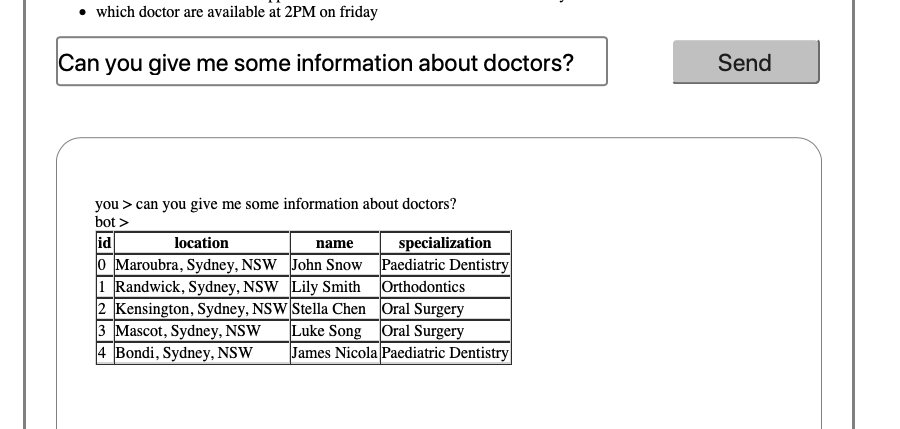 which doctor are available at 2PM on friday
Can you give me some information about doctors?
Send
you > can you give me some information about doctors?
bot >
id location name specialization
0 Maroubra, Sydney, NSW John Snow Paediatric Dentistry
1 Randwick, Sydney, NSW Lily Smith Orthodontics
2 Kensington, Sydney, NSW Stella Chen Oral Surgery
3 Mascot, Sydney, NSW Luke Song Oral Surgery
4 Bondi, Sydney, NSW James Nicola Paediatric Dentistry